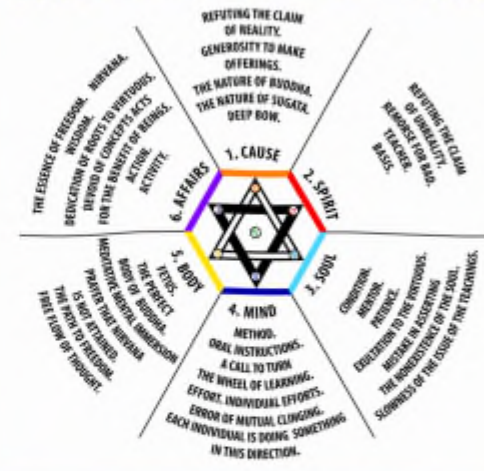 REFUTING THE CLAIM
OF REALITY.
GENEROSITY TO MAKE
OFFERINGS.
THE NATURE OF BUDDHA.
THE NATURE OF SUGATA.
DEEP BOW.
1. CAUSE
REFUTING THE CLAIM
OF UNREALITY.
REMORSE FOR BAD.
TEACHER.
BASIS.
2. SPIRIT
3. SOUL
CONDITION.
MENTOR.
PATIENCE.
EXULTATION TO THE VIRTUOUS.
MISTAKE IN ASSERTING
THE NONEXISTENCE OF THE SOUL.
SLOWNESS OF THE ISSUE OF THE TEACHINGS.
4. MIND
METHOD.
ORAL INSTRUCTIONS.
A CALL TO TURN
THE WHEEL OF LEARNING.
EFFORT. INDIVIDUAL EFFORTS.
ERROR OF MUTUAL CLINGING.
EACH INDIVIDUAL IS DOING SOMETHING
IN THIS DIRECTION.
5. BODY
FETUS.
THE PERFECT
BODY OF BUDDHA.
MEDITATIVE MENTAL IMMERSION
PRAYER THAT NIRVANA
IS NOT ATTAINED.
THE PATH TO FREEDOM.
FREE FLOW OF THOUGHT.
6. AFFAIRS
THE ESSENCE OF FREEDOM. NIRVANA.
WISDOM.
DEDICATION OF ROOTS TO VIRTUOUS,
DEVOID OF CONCEPTS ACTS
FOR THE BENEFIT OF BEINGS.
ACTION.
ACTIVITY.